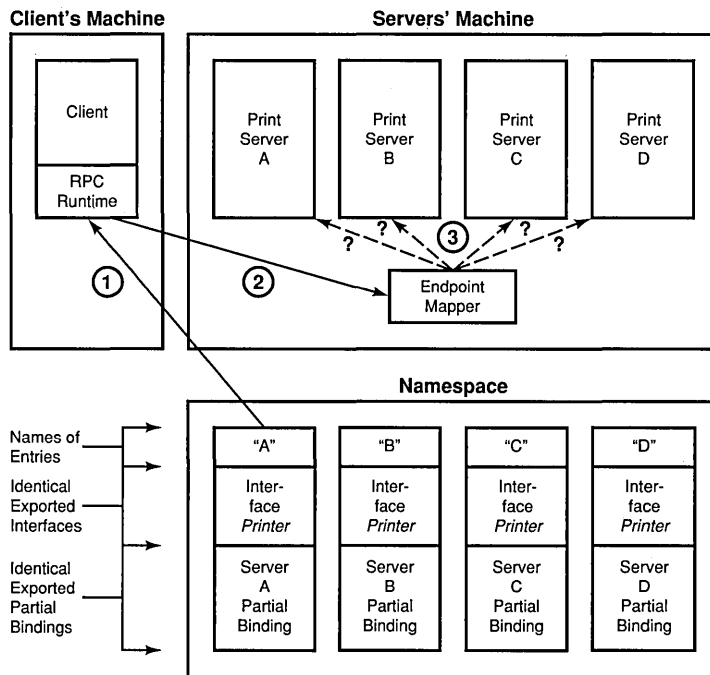 Client's Machine
Servers' Machine
Client
RPC
Runtime
Print
Server
A
Print
Server
B
Print
Server
C
Print
Server
D
?
?
?
?
1
2
3
Endpoint
Mapper
Namespace
Names of
Entries
Identical
Exported
Interfaces
Identical
Exported
Partial
Bindings
"A"
Inter-
face
Printer
Server
A
Partial
Binding
"B"
Inter-
face
Printer
Server
B
Partial
Binding
"C"
Inter-
face
Printer
Server
C
Partial
Binding
"D"
Inter-
face
Printer
Server
D
Partial
Binding